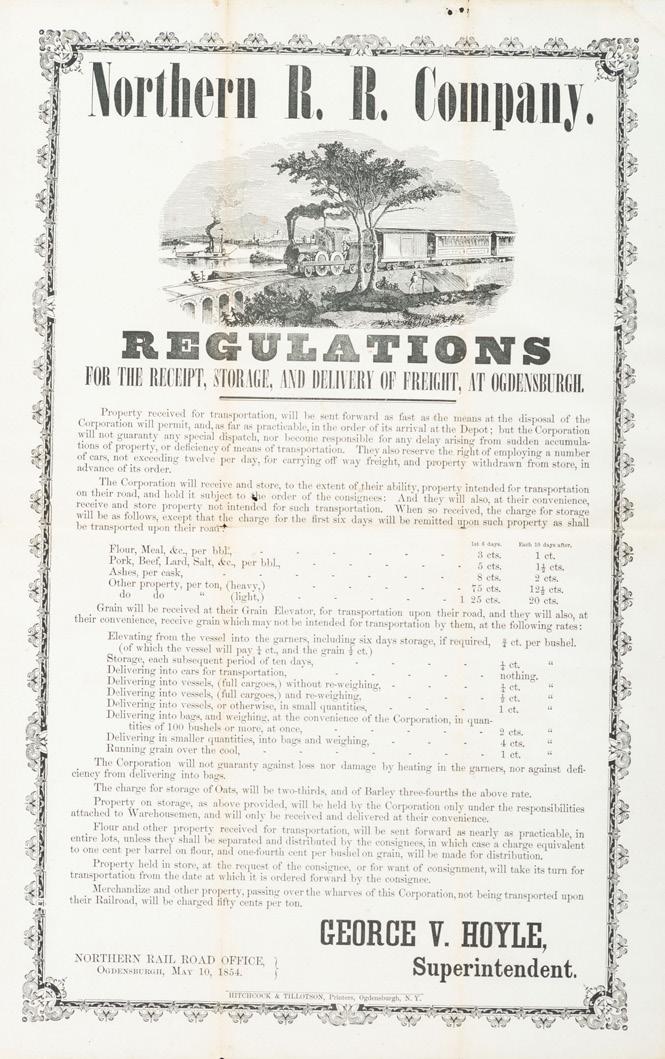 Northern R. R. Company.
REGULATIONS
FOR THE RECEIPT, STORAGE, AND DELIVERY OF FREIGHT, AT OGDENSBURGH.
Property received for transportation, will be sent forward as fast as the means at the disposal of the
Corporation will permit, and, as far as practicable, in the order of its arrival at the Depot; but the Corporation
will not guaranty any special dispatch, nor become responsible for any delay arising from sudden accumula-
tions of property, or deficiency of means of transportation. They also reserve the right of employing a number
of cars, not exceeding twelve per day, for carrying off way freight, and property withdrawn from store, in
advance of its order.
The Corporation will receive and store, to the extent of their ability, property intended for transportation
on their road, and hold it subject to the order of the consignees: And they will also, at their convenience,
receive and store property not intended for such transportation. When so received, the charge for storage
will be as follows, except that the charge for the first six days will be remitted upon such property as shall
be transported upon their road:
1st 6 days. Each 10 days after,
Flour, Meal, &c., per bbl., - - - - - 3 cts. 1 ct.
Pork, Beef, Lard, Salt, &c., per bbl., - - - - 5 cts. 1½ cts.
Ashes, per cask, - - - - - - 8 cts. 2 cts.
Other property, per ton, (heavy,) - - - - - 75 cts. 12½ cts.
do do " (light,) - - - - - 1 25 cts. 20 cts.
Grain will be received at their Grain Elevator, for transportation upon their road, and they will also, at
their convenience, receive grain which may not be intended for transportation by them, at the following rates:
Elevating from the vessel into the garners, including six days storage, if required, ct. per bushel.
(of which the vessel will pay ct., and the grain ct.)
Storage, each subsequent period of ten days, - - - - - ct. "
Delivering into cars for transportation, - - - - - nothing.
Delivering into vessels, (full cargoes,) without re-weighing, - - - - ct. "
Delivering into vessels, (full cargoes,) and re-weighing, - - - - ct. "
Delivering into vessels, or otherwise, in small quantities, - - - - 1 ct. "
Delivering into bags, and weighing, at the convenience of the Corporation, in quan-
tities of 100 bushels or more, at once, - - - - - 2 cts. "
Delivering in smaller quantities, into bags and weighing, - - - - 4 cts. "
Running grain over the cool, - - - - - - 1 ct. "
The Corporation will not guaranty against loss nor damage by heating in the garners, nor against defi-
ciency from delivering into bags.
The charge for storage of Oats, will be two-thirds, and of Barley three-fourths the above rate.
Property on storage, as above provided, will be held by the Corporation only under the responsibilities
attached to Warehousemen, and will only be received and delivered at their convenience.
Flour and other property received for transportation, will be sent forward as nearly as practicable, in
entire lots, unless they shall be separated and distributed by the consignees, in which case a charge equivalent
to one cent per barrel on flour, and one-fourth cent per bushel on grain, will be made for distribution.
Property held in store, at the request of the consignee, or for want of consignment, will take its turn for
transportation from the date at which it is ordered forward by the consignee.
Merchandize and other property, passing over the wharves of this Corporation, not being transported upon
their Railroad, will be charged fifty cents per ton.
GEORGE V. HOYLE,
Superintendent.
NORTHERN RAIL ROAD OFFICE,
OGDENSBURGH, MAY 10, 1854.
HITCHCOCK & TILLOTSON, Printers, Ogdensburgh, N. Y.